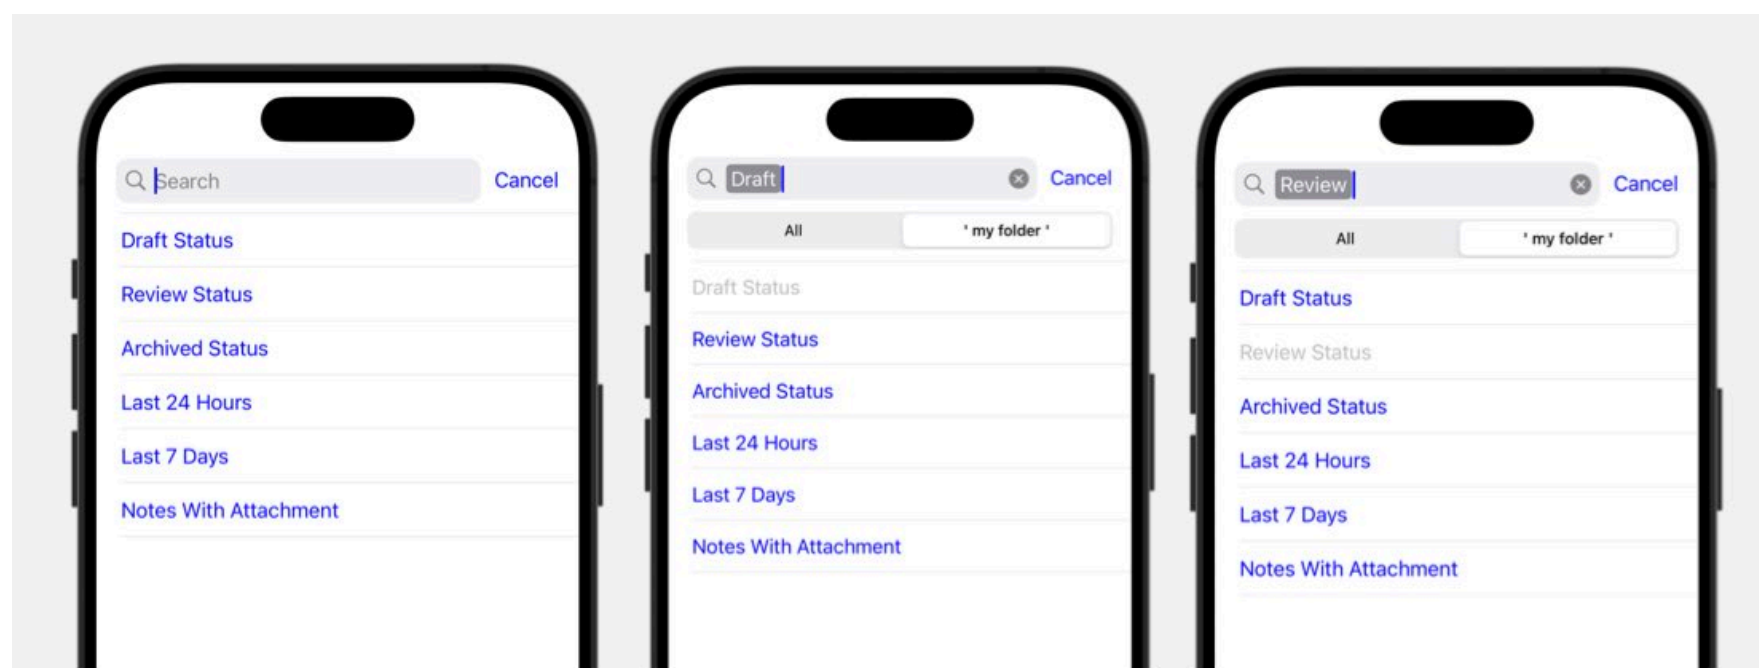 Search
Cancel
Draft Status
Review Status
Archived Status
Last 24 Hours
Last 7 Days
Notes With Attachment
Draft
Cancel
All
' my folder '
Draft Status
Review Status
Archived Status
Last 24 Hours
Last 7 Days
Notes With Attachment
Review
Cancel
All
' my folder '
Draft Status
Review Status
Archived Status
Last 24 Hours
Last 7 Days
Notes With Attachment